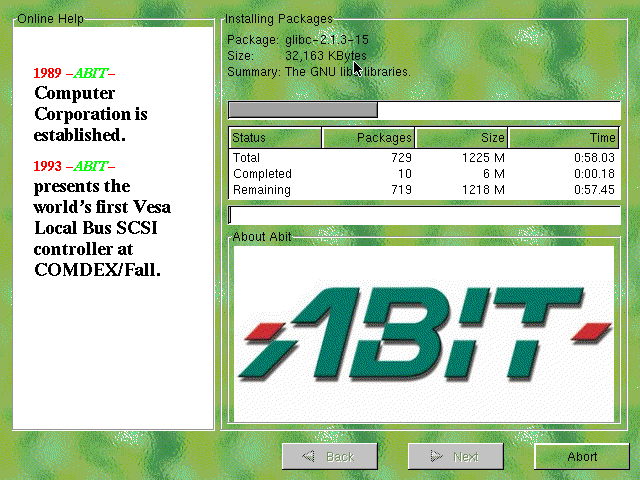 Online Help
1989 –ABIT–
Computer
Corporation is
established.
1993 –ABIT–
presents the
world's first Vesa
Local Bus SCSI
controller at
COMDEX/Fall.
Installing Packages
Package: glibc-2.1.3-15
Size: 32,163 KBytes
Summary: The GNU libc libraries.
Status Packages Size Time
Total 729 1225 M 0:58.03
Completed 10 6 M 0:00.18
Remaining 719 1218 M 0:57.45
About Abit
ABIT
Back Next Abort